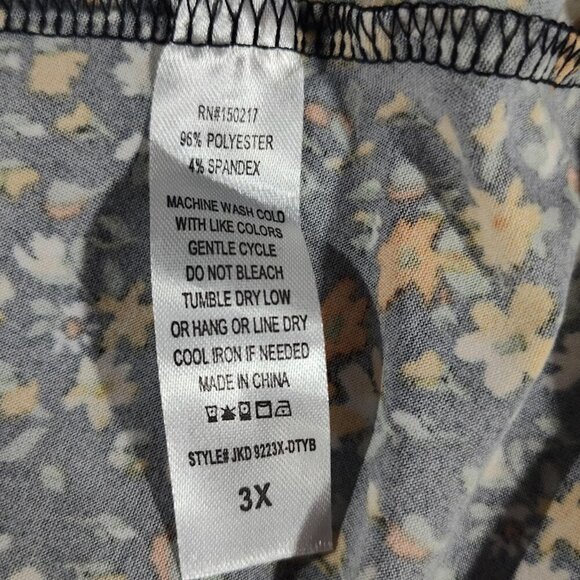 RN#150217
96% POLYESTER
4% SPANDEX
MACHINE WASH COLD
WITH LIKE COLORS
GENTLE CYCLE
DO NOT BLEACH
TUMBLE DRY LOW
OR HANG OR LINE DRY
COOL IRON IF NEEDED
MADE IN CHINA
STYLE# JKD 9223X-DTYB
3X